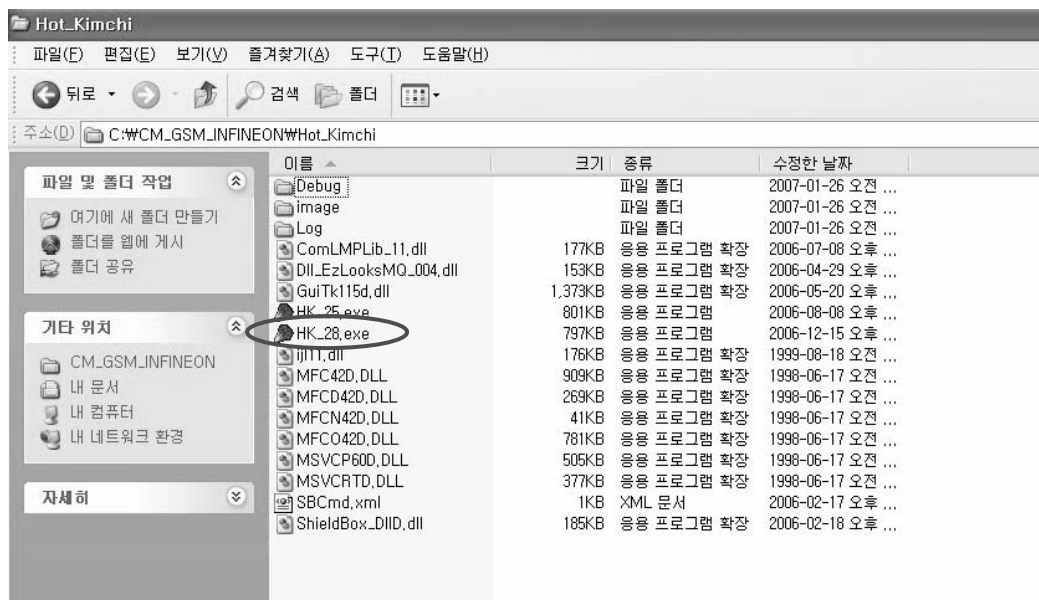 Hot_Kimchi
파일(F) 편집(E) 보기(V) 즐겨찾기(A) 도구(T) 도움말(H)
뒤로 검색 폴더
주소(D) C:₩CM_GSM_INFINEON₩Hot_Kimchi
파일 및 폴더 작업
여기에 새 폴더 만들기
폴더를 웹에 게시
폴더 공유
기타 위치
CM_GSM_INFINEON
내 문서
내 컴퓨터
내 네트워크 환경
자세히
이름 크기 종류 수정한 날짜
Debug 파일 폴더 2007-01-26 오전 ...
image 파일 폴더 2007-01-26 오전 ...
Log 파일 폴더 2007-01-26 오전 ...
ComLMPLib_11.dll 177KB 응용 프로그램 확장 2006-07-08 오후 ...
Dll_EzLooksMQ_004.dll 153KB 응용 프로그램 확장 2006-04-29 오후 ...
GuiTk115d.dll 1,373KB 응용 프로그램 확장 2006-05-20 오후 ...
HK_25.exe 801KB 응용 프로그램 2006-08-08 오후 ...
HK_28.exe 797KB 응용 프로그램 2006-12-15 오후 ...
ijl11.dll 176KB 응용 프로그램 확장 1999-08-18 오전 ...
MFC42D.DLL 909KB 응용 프로그램 확장 1998-06-17 오전 ...
MFCD42D.DLL 269KB 응용 프로그램 확장 1998-06-17 오전 ...
MFCN42D.DLL 41KB 응용 프로그램 확장 1998-06-17 오전 ...
MFCO42D.DLL 781KB 응용 프로그램 확장 1998-06-17 오전 ...
MSVCP60D.DLL 505KB 응용 프로그램 확장 1998-06-17 오전 ...
MSVCRTD.DLL 377KB 응용 프로그램 확장 1998-06-17 오전 ...
SBCmd.xml 1KB XML 문서 2006-02-17 오후 ...
ShieldBox_DllD.dll 185KB 응용 프로그램 확장 2006-02-18 오후 ...